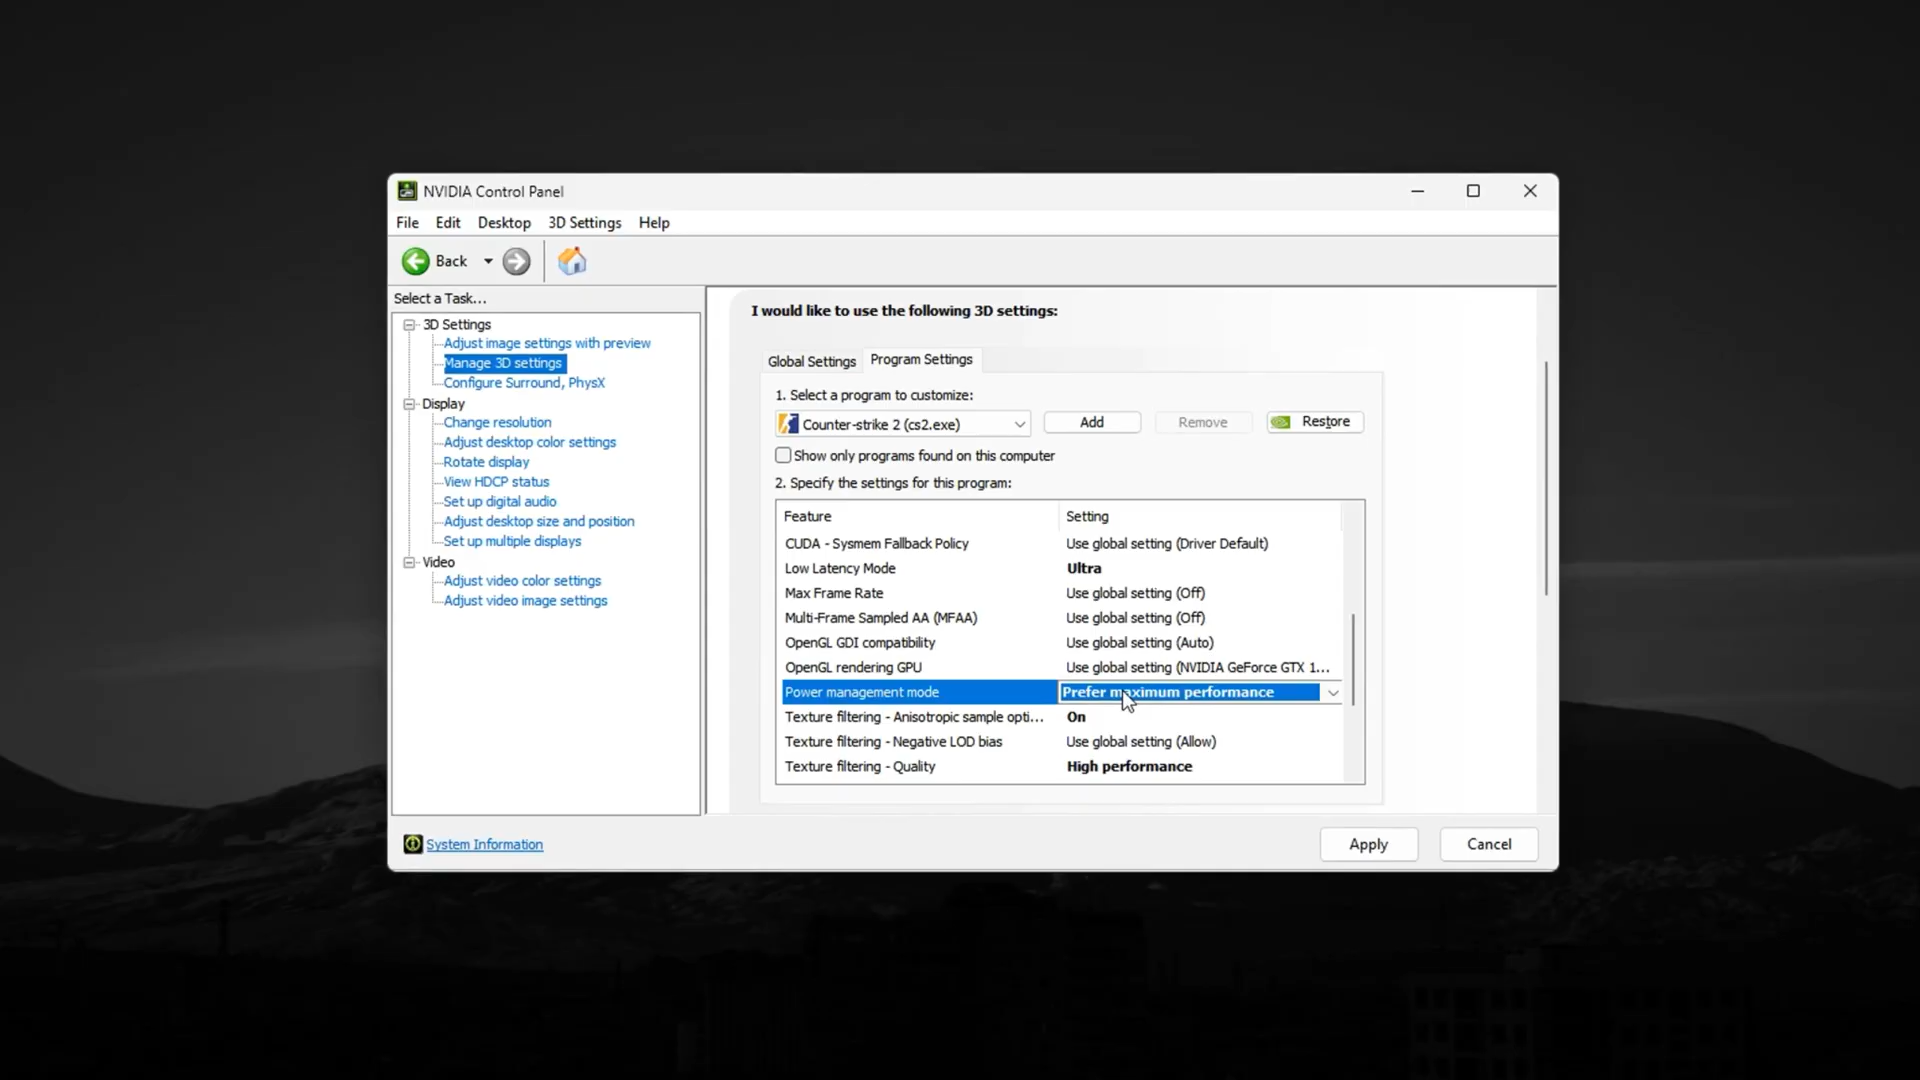 NVIDIA Control Panel
File Edit Desktop 3D Settings Help
Back
Select a Task...
3D Settings
Adjust image settings with preview
Manage 3D settings
Configure Surround, PhysX
Display
Change resolution
Adjust desktop color settings
Rotate display
View HDCP status
Set up digital audio
Adjust desktop size and position
Set up multiple displays
Video
Adjust video color settings
Adjust video image settings
System Information
I would like to use the following 3D settings:
Global Settings Program Settings
1. Select a program to customize:
Counter-strike 2 (cs2.exe) Add Remove Restore
Show only programs found on this computer
2. Specify the settings for this program:
Feature Setting
CUDA - Sysmem Fallback Policy Use global setting (Driver Default)
Low Latency Mode Ultra
Max Frame Rate Use global setting (Off)
Multi-Frame Sampled AA (MFAA) Use global setting (Off)
OpenGL GDI compatibility Use global setting (Auto)
OpenGL rendering GPU Use global setting (NVIDIA GeForce GTX 1...
Power management mode Prefer maximum performance
Texture filtering - Anisotropic sample opti... On
Texture filtering - Negative LOD bias Use global setting (Allow)
Texture filtering - Quality High performance
Apply Cancel